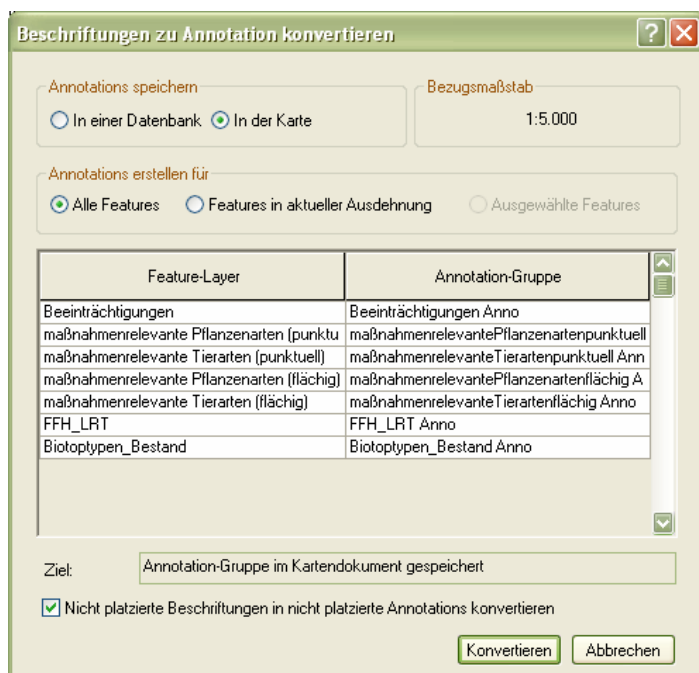 Beschriftungen zu Annotation konvertieren
Annotations speichern
In einer Datenbank In der Karte
Bezugsmaßstab
1:5.000
Annotations erstellen für
Alle Features Features in aktueller Ausdehnung Ausgewählte Features
Feature-Layer Annotation-Gruppe
Beeinträchtigungen Beeinträchtigungen Anno
maßnahmenrelevante Pflanzenarten (punktu maßnahmenrelevantePflanzenartenpunktuell
maßnahmenrelevante Tierarten (punktuell) maßnahmenrelevanteTierartenpunktuell Ann
maßnahmenrelevante Pflanzenarten (flächig) maßnahmenrelevantePflanzenartenflächig A
maßnahmenrelevante Tierarten (flächig) maßnahmenrelevanteTierartenflächig Anno
FFH_LRT FFH_LRT Anno
Biotoptypen_Bestand Biotoptypen_Bestand Anno
Ziel: Annotation-Gruppe im Kartendokument gespeichert
Nicht platzierte Beschriftungen in nicht platzierte Annotations konvertieren
Konvertieren Abbrechen